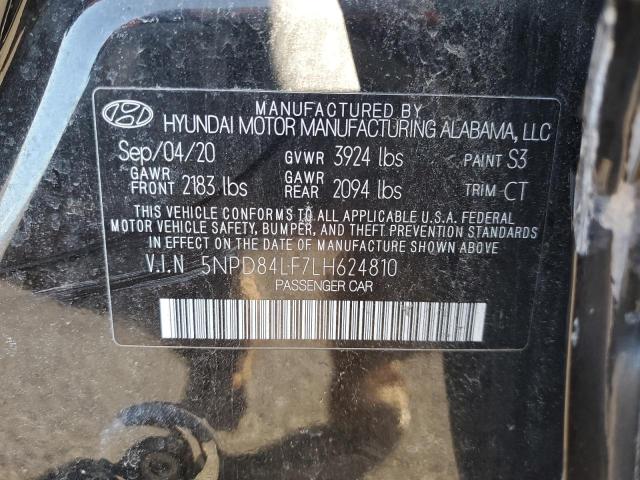 MANUFACTURED BY
HYUNDAI MOTOR MANUFACTURING ALABAMA, LLC
Sep/04/20 GVWR 3924 lbs PAINT S3
GAWR FRONT 2183 lbs GAWR REAR 2094 lbs TRIM CT
THIS VEHICLE CONFORMS TO ALL APPLICABLE U.S.A. FEDERAL
MOTOR VEHICLE SAFETY, BUMPER, AND THEFT PREVENTION STANDARDS
IN EFFECT ON THE DATE OF MANUFACTURE SHOWN ABOVE.
V.I.N 5NPD84LF7LH624810
PASSENGER CAR